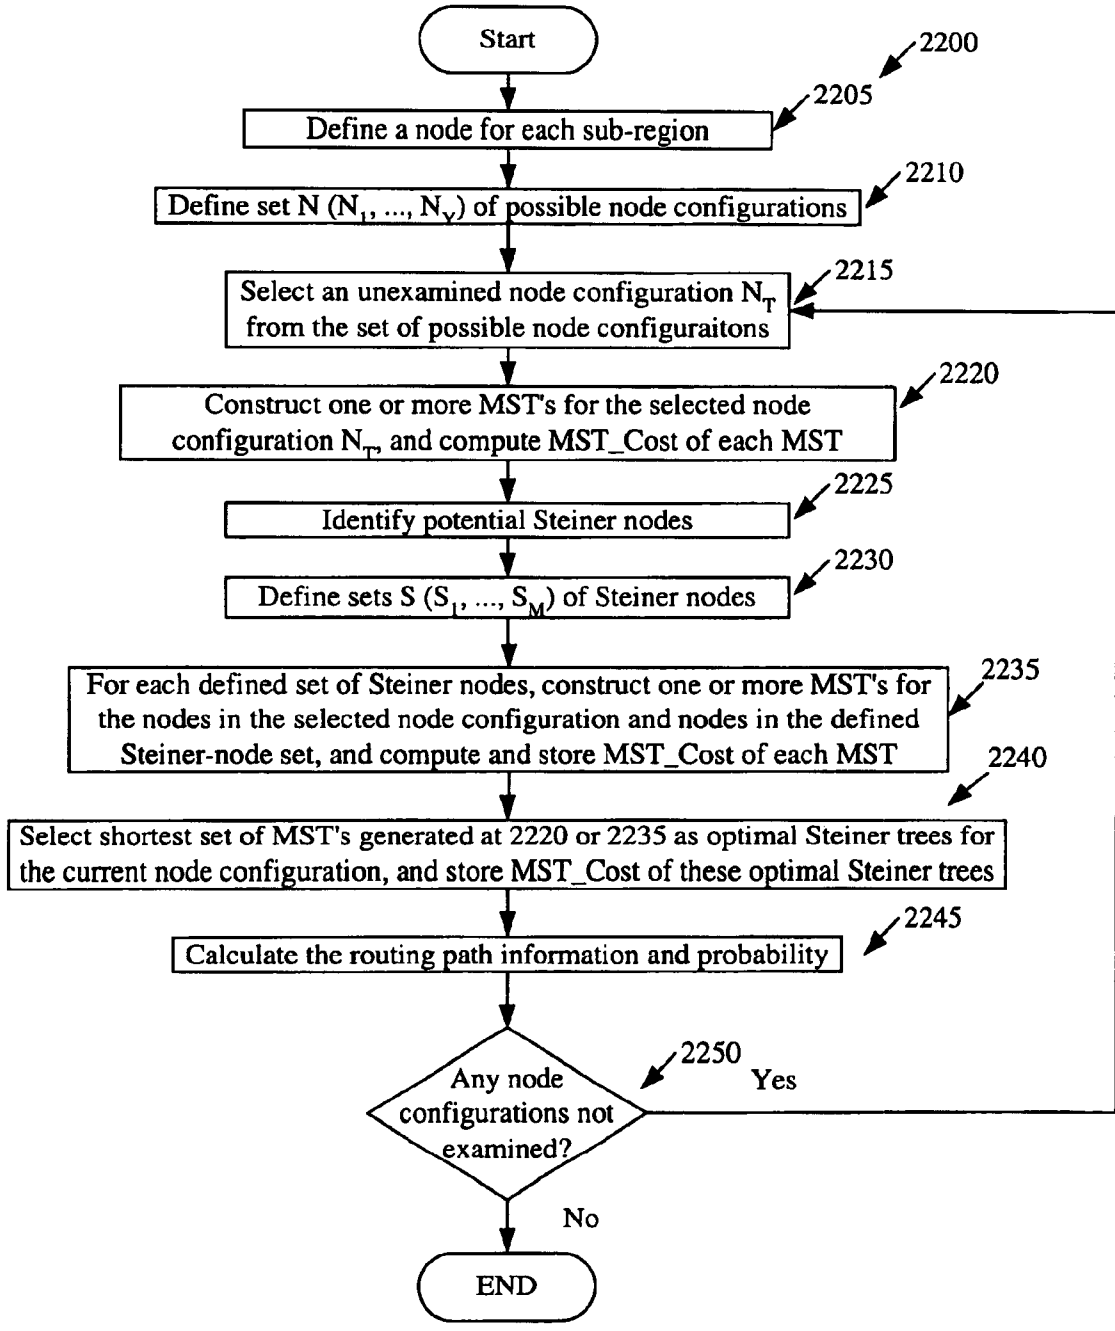 Start
2200
2205
Define a node for each sub-region
2210
Define set N (N₁, ..., N_Y) of possible node configurations
2215
Select an unexamined node configuration N_T
from the set of possible node configuraitons
2220
Construct one or more MST's for the selected node
configuration N_T, and compute MST_Cost of each MST
2225
Identify potential Steiner nodes
2230
Define sets S (S₁, ..., S_M) of Steiner nodes
2235
For each defined set of Steiner nodes, construct one or more MST's for
the nodes in the selected node configuration and nodes in the defined
Steiner-node set, and compute and store MST_Cost of each MST
2240
Select shortest set of MST's generated at 2220 or 2235 as optimal Steiner trees for
the current node configuration, and store MST_Cost of these optimal Steiner trees
2245
Calculate the routing path information and probability
2250
Any node
configurations not
examined?
Yes
No
END